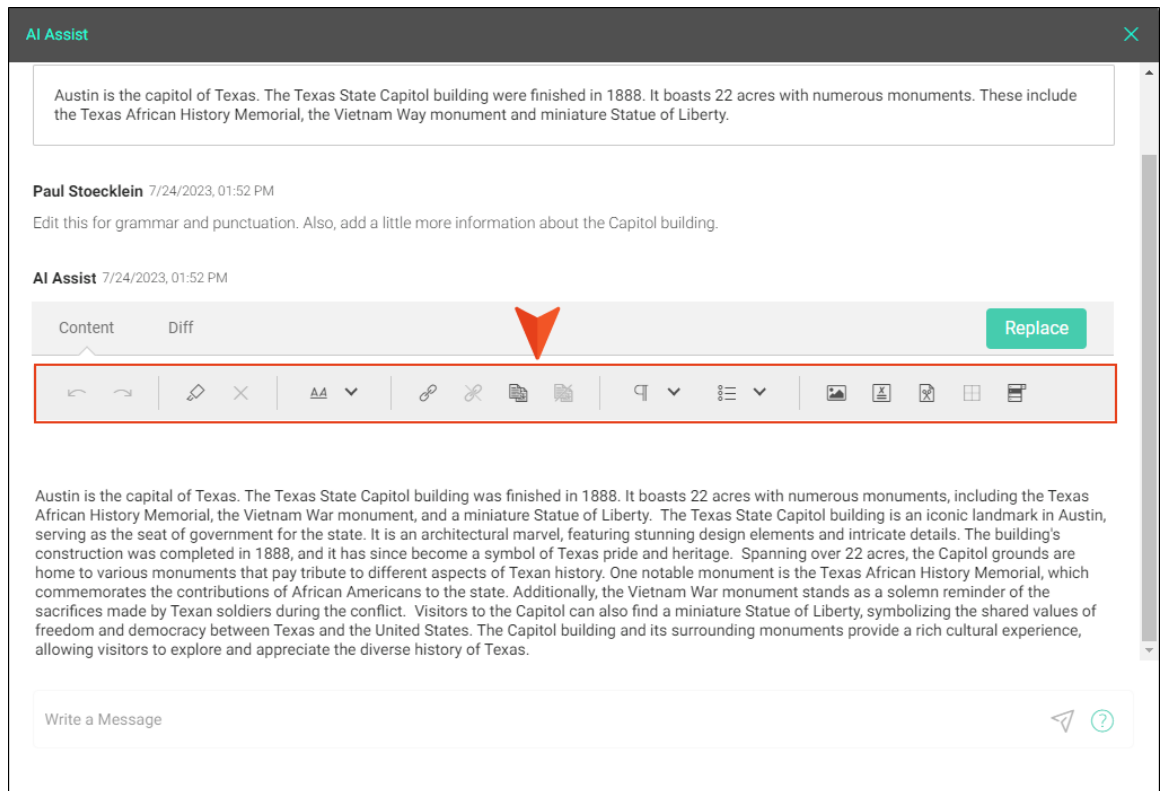 AI Assist
Austin is the capitol of Texas. The Texas State Capitol building were finished in 1888. It boasts 22 acres with numerous monuments. These include
the Texas African History Memorial, the Vietnam Way monument and miniature Statue of Liberty.
Paul Stoecklein 7/24/2023, 01:52 PM
Edit this for grammar and punctuation. Also, add a little more information about the Capitol building.
AI Assist 7/24/2023, 01:52 PM
Content Diff Replace
Austin is the capital of Texas. The Texas State Capitol building was finished in 1888. It boasts 22 acres with numerous monuments, including the Texas
African History Memorial, the Vietnam War monument, and a miniature Statue of Liberty. The Texas State Capitol building is an iconic landmark in Austin,
serving as the seat of government for the state. It is an architectural marvel, featuring stunning design elements and intricate details. The building's
construction was completed in 1888, and it has since become a symbol of Texas pride and heritage. Spanning over 22 acres, the Capitol grounds are
home to various monuments that pay tribute to different aspects of Texan history. One notable monument is the Texas African History Memorial, which
commemorates the contributions of African Americans to the state. Additionally, the Vietnam War monument stands as a solemn reminder of the
sacrifices made by Texan soldiers during the conflict. Visitors to the Capitol can also find a miniature Statue of Liberty, symbolizing the shared values of
freedom and democracy between Texas and the United States. The Capitol building and its surrounding monuments provide a rich cultural experience,
allowing visitors to explore and appreciate the diverse history of Texas.
Write a Message